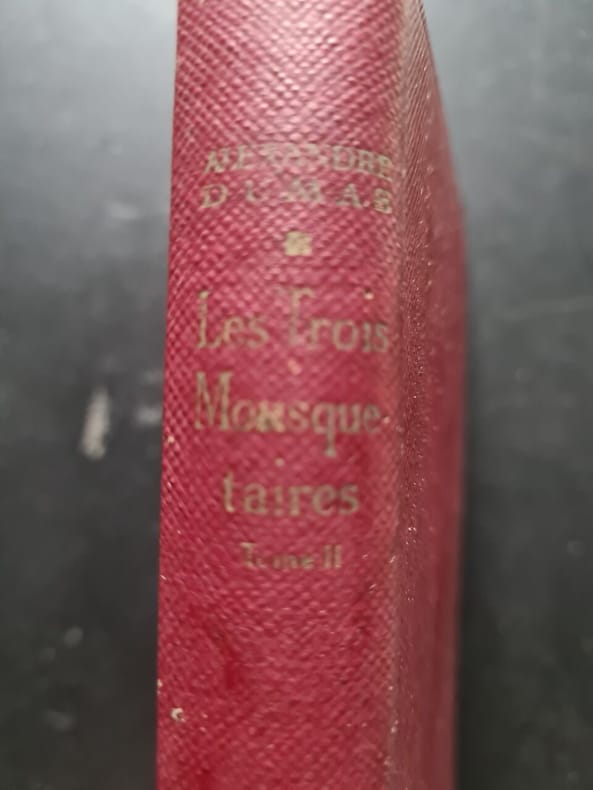 ALEXANDRE
DUMAS
Les Trois
Mousque
taires
Tome II